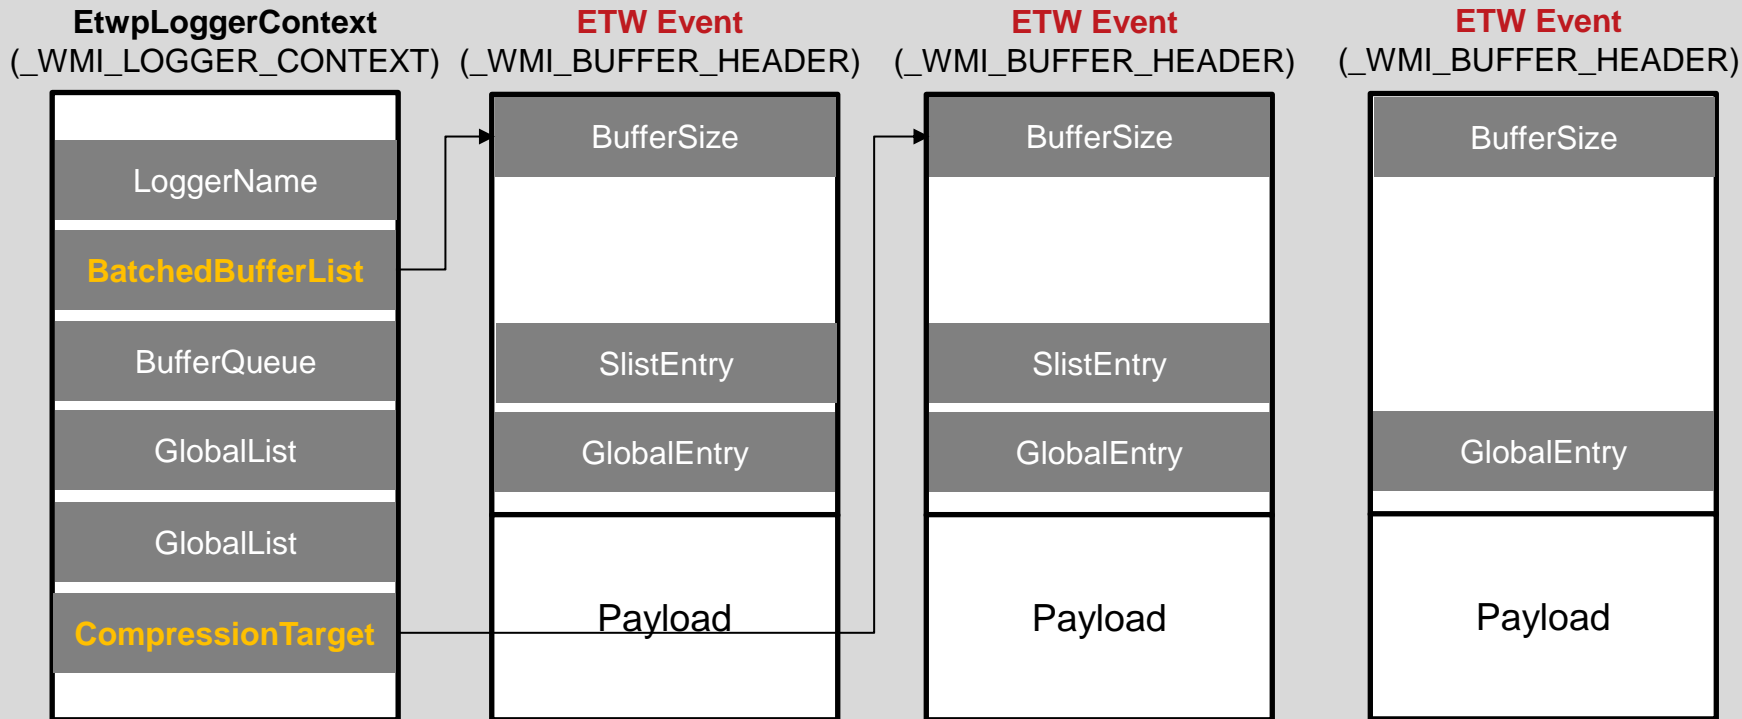 EtwpLoggerContext
(_WMI_LOGGER_CONTEXT)
LoggerName
BatchedBufferList
BufferQueue
GlobalList
GlobalList
CompressionTarget
ETW Event
(_WMI_BUFFER_HEADER)
BufferSize
SlistEntry
GlobalEntry
Payload
ETW Event
(_WMI_BUFFER_HEADER)
BufferSize
SlistEntry
GlobalEntry
Payload
ETW Event
(_WMI_BUFFER_HEADER)
BufferSize
GlobalEntry
Payload